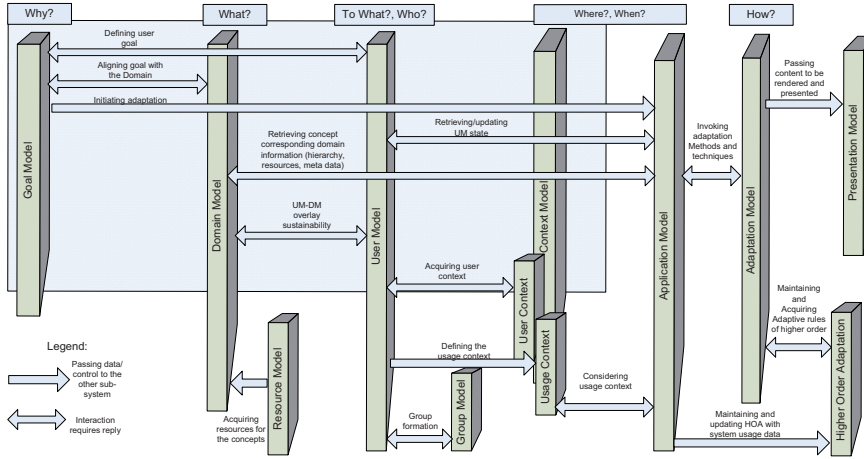 Why?
What?
To What?, Who?
Where?, When?
How?
Defining user
goal
Aligning goal with
the Domain
Initiating adaptation
Retrieving/updating
UM state
Retrieving concept
corresponding domain
information (hierarchy,
resources, meta data)
UM-DM
overlay
sustainability
Acquiring user
context
Defining the
usage context
Group
formation
Acquiring
resources for
the concepts
Considering
usage context
Invoking
adaptation
Methods and
techniques
Passing
content to be
rendered and
presented
Maintaining
and
Acquiring
Adaptive rules
of higher order
Maintaining and
updating HOA with
system usage data
Goal Model
Domain Model
Resource Model
User Model
Group Model
User Context
Context Model
Usage Context
Application Model
Adaptation Model
Presentation Model
Higher Order Adaptation
Legend:
Passing data/
control to the
other sub-
system
Interaction
requires reply